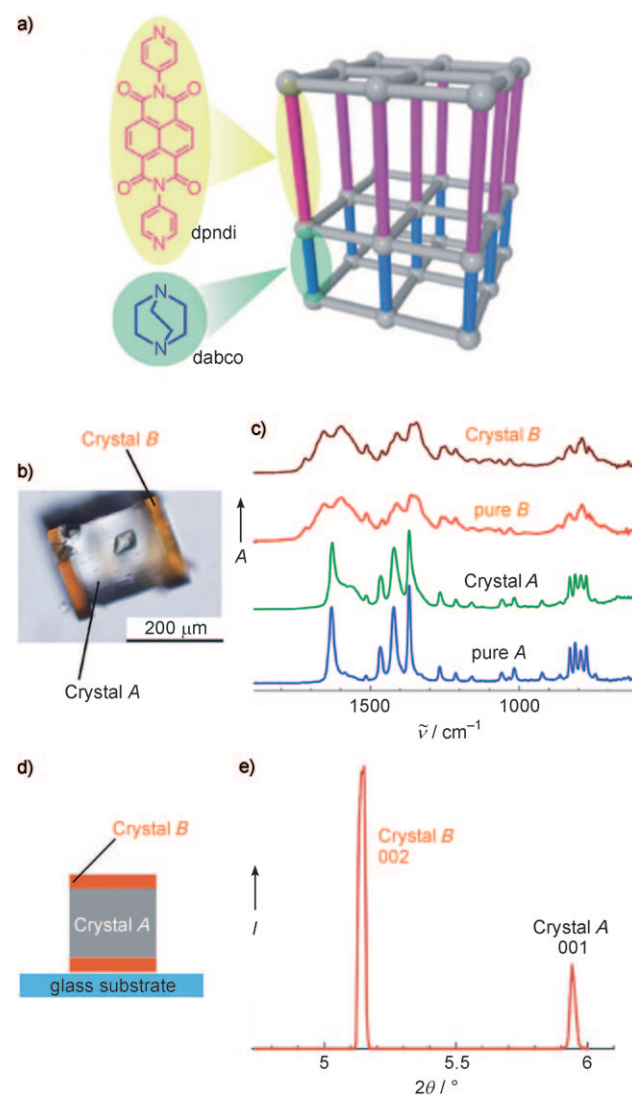 a)
N
O
N
O
O
N
O
N
dpndi
N
N
dabco
b)
Crystal B
200 μm
Crystal A
c)
Crystal B
pure B
A
Crystal A
pure A
1500
1000
ν̃ / cm⁻¹
d)
Crystal B
Crystal A
glass substrate
e)
Crystal B
002
I
Crystal A
001
5
5.5
6
2θ / °